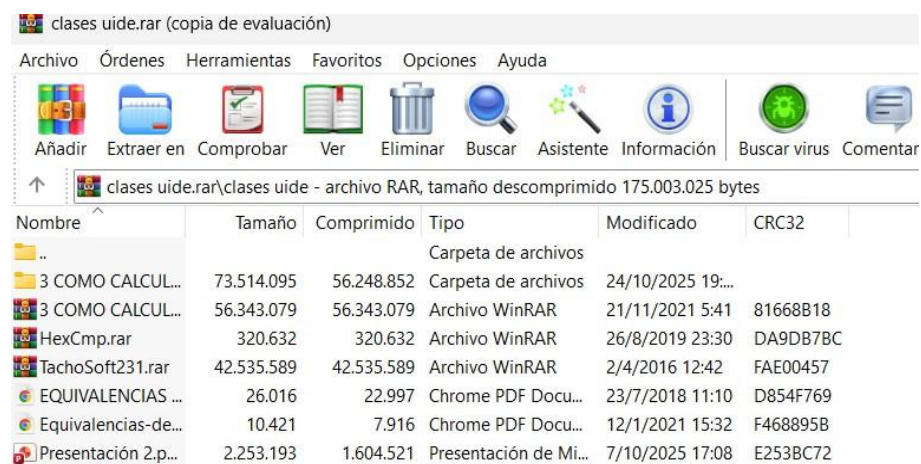 clases uide.rar (copia de evaluación)
Archivo Órdenes Herramientas Favoritos Opciones Ayuda
Añadir Extraer en Comprobar Ver Eliminar Buscar Asistente Información Buscar virus Comentar
clases uide.rar\clases uide - archivo RAR, tamaño descomprimido 175.003.025 bytes
Nombre Tamaño Comprimido Tipo Modificado CRC32
.. Carpeta de archivos
3 COMO CALCUL... 73.514.095 56.248.852 Carpeta de archivos 24/10/2025 19:...
3 COMO CALCUL... 56.343.079 56.343.079 Archivo WinRAR 21/11/2021 5:41 81668B18
HexCmp.rar 320.632 320.632 Archivo WinRAR 26/8/2019 23:30 DA9DB7BC
TachoSoft231.rar 42.535.589 42.535.589 Archivo WinRAR 2/4/2016 12:42 FAE00457
EQUIVALENCIAS ... 26.016 22.997 Chrome PDF Docu... 23/7/2018 11:10 D854F769
Equivalencias-de... 10.421 7.916 Chrome PDF Docu... 12/1/2021 15:32 F468895B
Presentación 2.p... 2.253.193 1.604.521 Presentación de Mi... 7/10/2025 17:08 E253BC72